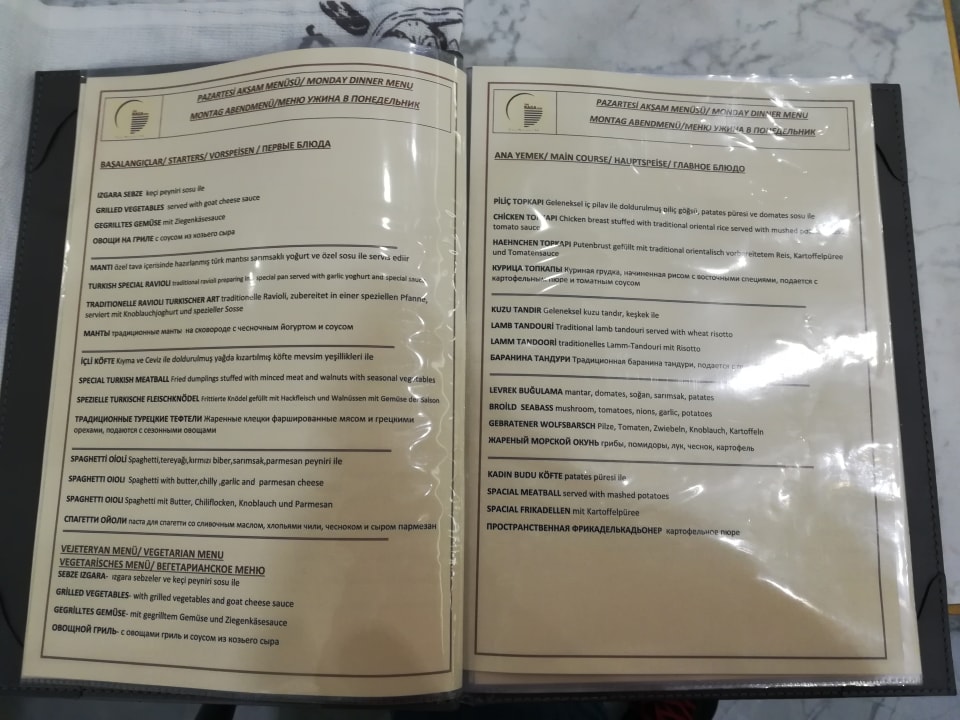 PAZARTESİ AKŞAM MENÜSÜ/ MONDAY DINNER MENU
MONTAG ABENDMENÜ/МЕНЮ УЖИНА В ПОНЕДЕЛЬНИК
BAŞALANGIÇLAR/ STARTERS/ VORSPEİSEN / ПЕРВЫЕ БЛЮДА
IZGARA SEBZE keçi peyniri sosu ile
GRILLED VEGETABLES served with goat cheese sauce
GEGRILLTES GEMÜSE mit Ziegenkäsesauce
ОВОЩИ НА ГРИЛЕ с соусом из козьего сыра
MANTI özel tava içerisinde hazırlanmış türk mantısı sarımsaklı yoğurt ve özel sosu ile servis ediir
TURKISH SPECIAL RAVIOLI traditional ravioli preparing in special pan served with garlic yoghurt and special sauce
TRADITIONELLE RAVIOLI TURKISCHER ART traditionelle Ravioli, zubereitet in einer speziellen Pfanne,
serviert mit Knoblauchjoghurt und spezieller Sosse
МАНТЫ традиционные манты на сковороде с чесночным йогуртом и соусом
İÇLİ KÖFTE Kıyma ve Ceviz ile doldurulmuş yağda kızartılmış köfte mevsim yeşillikleri ile
SPECIAL TURKISH MEATBALL Fried dumplings stuffed with minced meat and walnuts with seasonal vegetables
SPEZIELLE TURKISCHE FLEISCHKNÖDEL Frittierte Knödel gefüllt mit Hackfleisch und Walnüssen mit Gemüse der Saison
ТРАДИЦИОННЫЕ ТУРЕЦКИЕ ТЕФТЕЛИ Жаренные клецки фаршированные мясом и грецкими
орехами, подаются с сезонными овощами
SPAGHETTI OİOLİ Spaghetti,tereyağı,kırmızı biber,sarımsak,parmesan peyniri ile
SPAGHETTI OIOLI Spaghetti with butter,chilly ,garlic and parmesan cheese
SPAGHETTI OIOLI Spaghetti mit Butter, Chiliflocken, Knoblauch und Parmesan
СПАГЕТТИ ОЙОЛИ паста для спагетти со сливочным маслом, хлопьями чили, чесноком и сыром пармезан
VEJETERYAN MENÜ/ VEGETARIAN MENU
VEGETARİSCHES MENÜ/ ВЕГЕТАРИАНСКОЕ МЕНЮ
SEBZE IZGARA- ızgara sebzeler ve keçi peyniri sosu ile
GRİLLED VEGETABLES- with grilled vegetables and goat cheese sauce
GEGRİLLTES GEMÜSE- mit gegrilltem Gemüse und Ziegenkäsesauce
ОВОЩНОЙ ГРИЛЬ- с овощами гриль и соусом из козьего сыра
PAZARTESİ AKŞAM MENÜSÜ/ MONDAY DINNER MENU
MONTAG ABENDMENÜ/МЕНЮ УЖИНА В ПОНЕДЕЛЬНИК
ANA YEMEK/ MAİN COURSE/ HAUPTSPEİSE/ ГЛАВНОЕ БЛЮДО
PİLİÇ TOPKAPI Geleneksel iç pilav ile doldurulmuş piliç göğsü, patates püresi ve domates sosu ile
CHİCKEN TOPKAPI Chicken breast stuffed with traditional oriental rice served with mushed
tomato sauce
HAEHNCHEN TOPKAPI Putenbrust gefüllt mit traditional orientalisch vorbereitetem Reis, Kartoffelpüree
und Tomatensauce
КУРИЦА ТОПКАПЫ Куриная грудка, начиненная рисом с восточными специями, подается с
картофельным пюре и томатным соусом
KUZU TANDIR Geleneksel kuzu tandır, keşkek ile
LAMB TANDOURİ Traditional lamb tandouri served with wheat risotto
LAMM TANDOORİ traditionelles Lamm-Tandouri mit Risotto
БАРАНИНА ТАНДУРИ Традиционная баранина тандури, подается с
LEVREK BUĞULAMA mantar, domates, soğan, sarımsak, patates
BROİLD SEABASS mushroom, tomatoes, nions, garlic, potatoes
GEBRATENER WOLFSBARSCH Pilze, Tomaten, Zwiebeln, Knoblauch, Kartoffeln
ЖАРЕНЫЙ МОРСКОЙ ОКУНЬ грибы, помидоры, лук, чеснок, картофель
KADIN BUDU KÖFTE patates püresi ile
SPACIAL MEATBALL served with mashed potatoes
SPACIAL FRIKADELLEN mit Kartoffelpüree
ПРОСТРАНСТВЕННАЯ ФРИКАДЕЛЬКАДЬОНЕР картофельное пюре